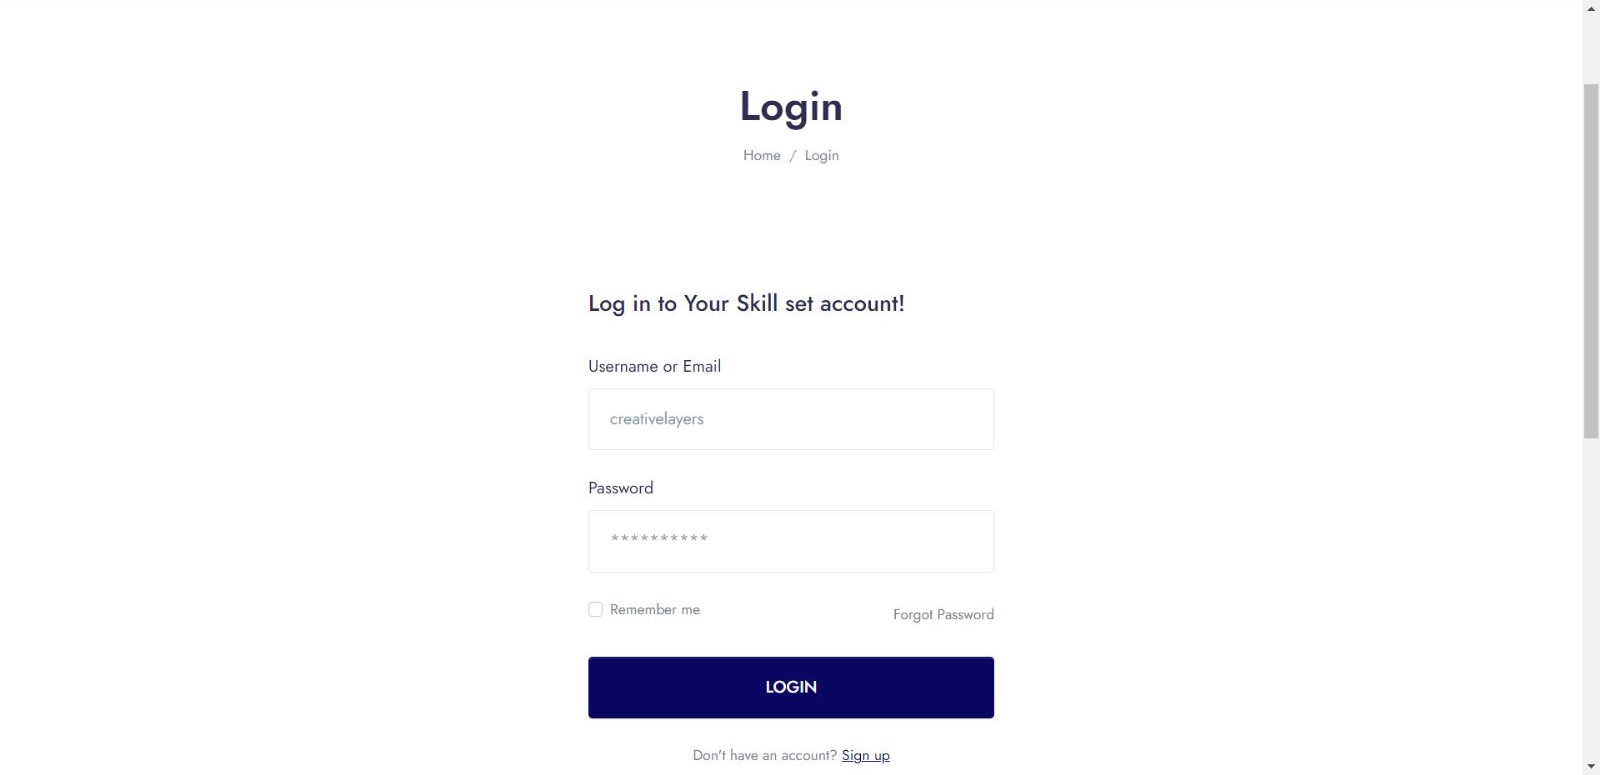 Login
Home / Login
Log in to Your Skill set account!
Username or Email
creativelayers
Password
**********
Remember me
Forgot Password
LOGIN
Don't have an account? Sign up